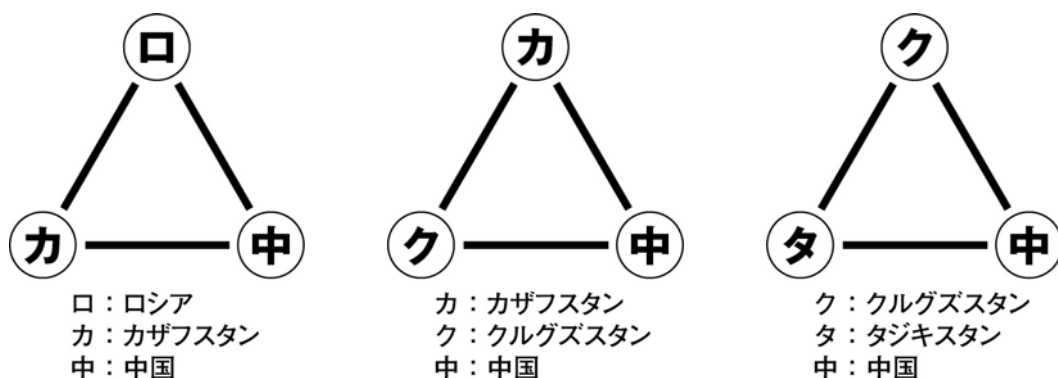 ロ
カ
中
ロ：ロシア
カ：カザフスタン
中：中国
カ
ク
中
カ：カザフスタン
ク：クルグズスタン
中：中国
ク
タ
中
ク：クルグズスタン
タ：タジキスタン
中：中国